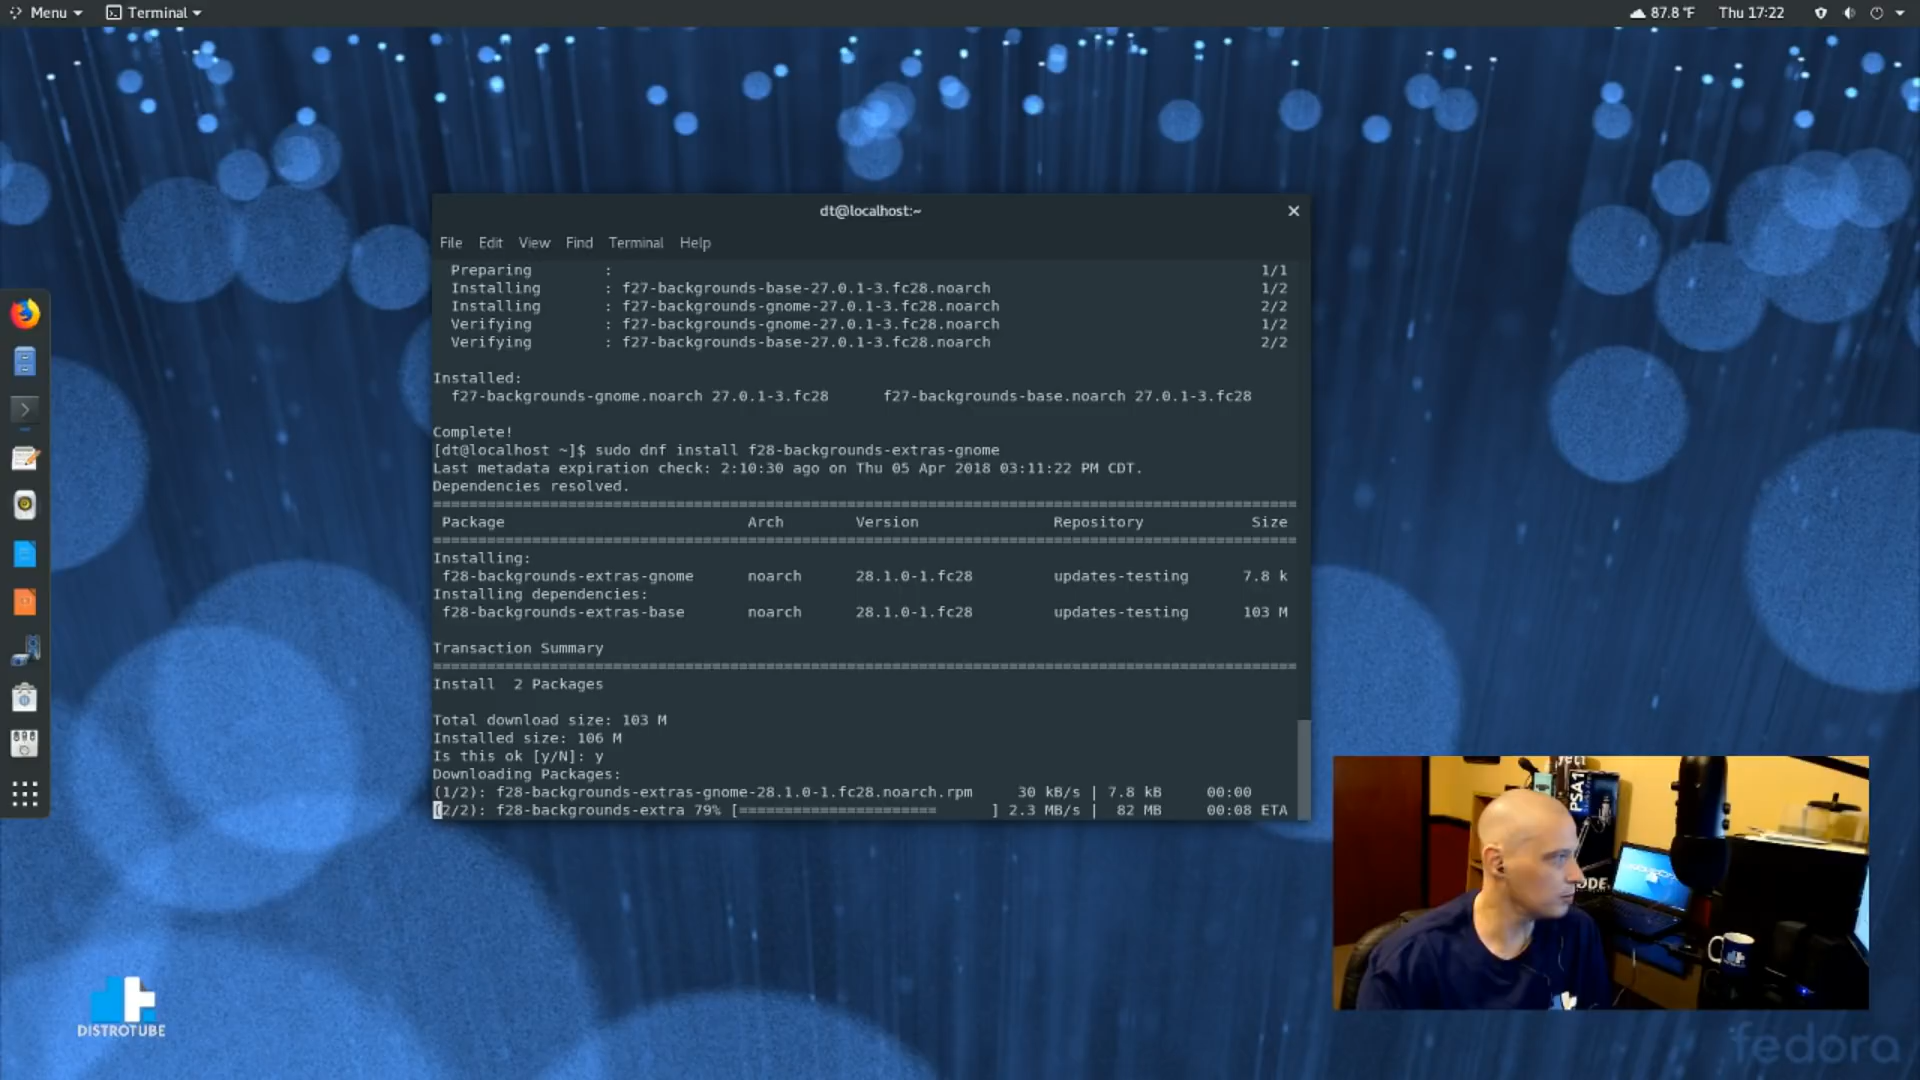 Menu Terminal 87.8 °F Thu 17:22
dt@localhost:~
File Edit View Find Terminal Help
Preparing : 1/1
Installing : f27-backgrounds-base-27.0.1-3.fc28.noarch 1/2
Installing : f27-backgrounds-gnome-27.0.1-3.fc28.noarch 2/2
Verifying : f27-backgrounds-gnome-27.0.1-3.fc28.noarch 1/2
Verifying : f27-backgrounds-base-27.0.1-3.fc28.noarch 2/2
Installed:
f27-backgrounds-gnome.noarch 27.0.1-3.fc28 f27-backgrounds-base.noarch 27.0.1-3.fc28
Complete!
[dt@localhost ~]$ sudo dnf install f28-backgrounds-extras-gnome
Last metadata expiration check: 2:10:30 ago on Thu 05 Apr 2018 03:11:22 PM CDT.
Dependencies resolved.
================================================================================================
Package Arch Version Repository Size
================================================================================================
Installing:
f28-backgrounds-extras-gnome noarch 28.1.0-1.fc28 updates-testing 7.8 k
Installing dependencies:
f28-backgrounds-extras-base noarch 28.1.0-1.fc28 updates-testing 103 M
Transaction Summary
================================================================================================
Install 2 Packages
Total download size: 103 M
Installed size: 106 M
Is this ok [y/N]: y
Downloading Packages:
(1/2): f28-backgrounds-extras-gnome-28.1.0-1.fc28.noarch.rpm 30 kB/s | 7.8 kB 00:00
(2/2): f28-backgrounds-extra 79% [====================== ] 2.3 MB/s | 82 MB 00:08 ETA
PSA1
DISTROTUBE
fedora